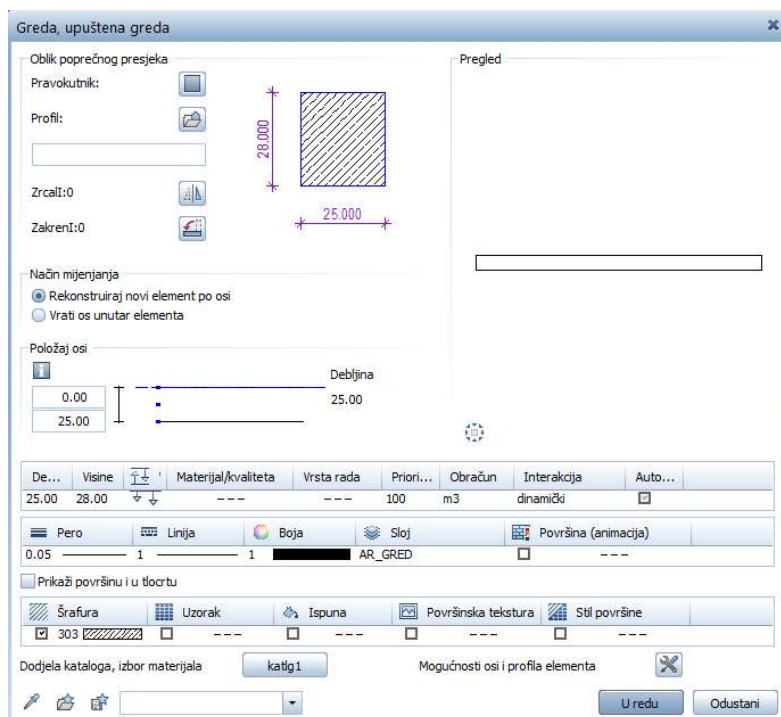 Greda, upuštena greda
Oblik poprečnog presjeka
Pravokutnik:
Profil:
28.000
25.000
ZrcalI:0
ZakrenI:0
Pregled
Način mijenjanja
Rekonstruiraj novi element po osi
Vrati os unutar elementa
Položaj osi
Debljina
0.00
25.00
25.00
De... Visine Materijal/kvaliteta Vrsta rada Priori... Obračun Interakcija Auto...
25.00 28.00 --- --- 100 m3 dinamički
Pero Linija Boja Sloj Površina (animacija)
0.05 1 1 AR_GRED ---
Prikaži površinu i u tlocrtu
Šrafura Uzorak Ispuna Površinska tekstura Stil površine
303 --- --- --- ---
Dodjela kataloga, izbor materijala katlg1 Mogućnosti osi i profila elementa
U redu Odustani